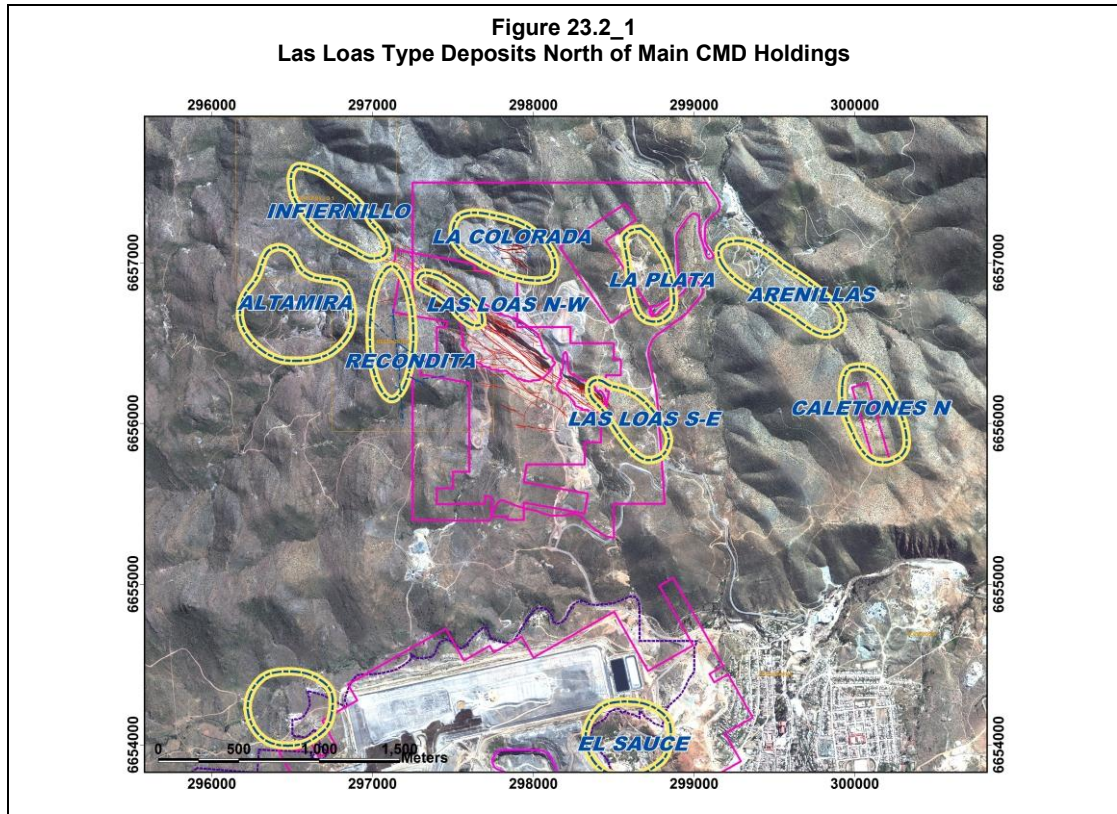 Figure 23.2_1
Las Loas Type Deposits North of Main CMD Holdings
296000 297000 298000 299000 300000
6657000 6657000
6656000 6656000
6655000 6655000
6654000 6654000
INFIERNILLO
LA COLORADA
LA PLATA
ALTAMIRA
LAS LOAS N-W
ARENILLAS
RECONDITA
LAS LOAS S-E
CALETONES N
EL SAUCE
0 500 1,000 1,500
Meters
296000 297000 298000 299000 300000